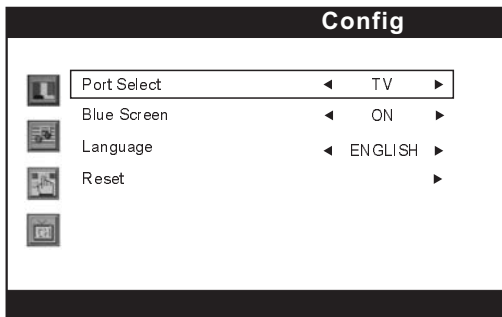 Config
Port Select ◄ TV ►
Blue Screen ◄ ON ►
Language ◄ ENGLISH ►
Reset ►